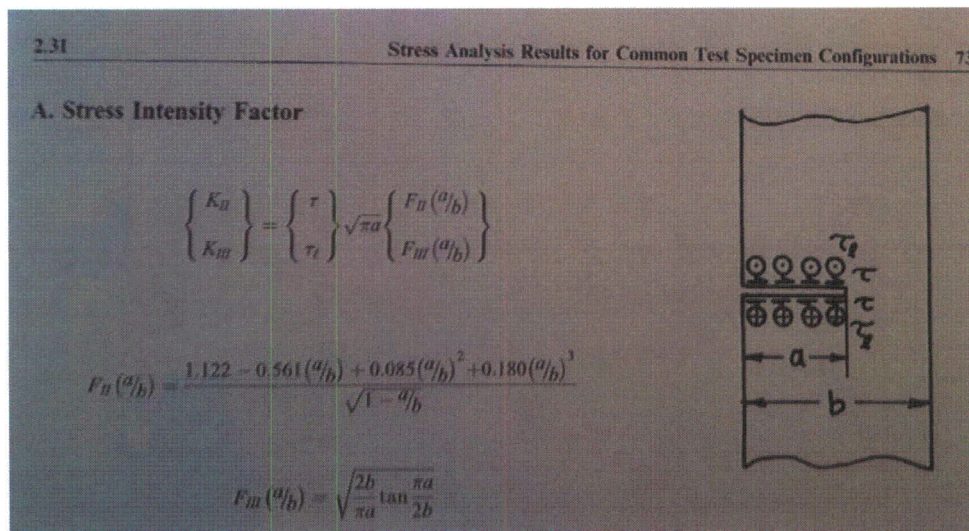 2.31 Stress Analysis Results for Common Test Specimen Configurations 73
A. Stress Intensity Factor
{ K_II K_III } = { τ τ_ℓ } √πa { F_II (a/b) F_III (a/b) }
F_II (a/b) = 1.122 − 0.561(a/b) + 0.085(a/b)^2 + 0.180(a/b)^3 / √1 − a/b
F_III (a/b) = √ 2b/πa tan πa/2b
τ_ℓ
τ
τ
τ_ℓ
a
b